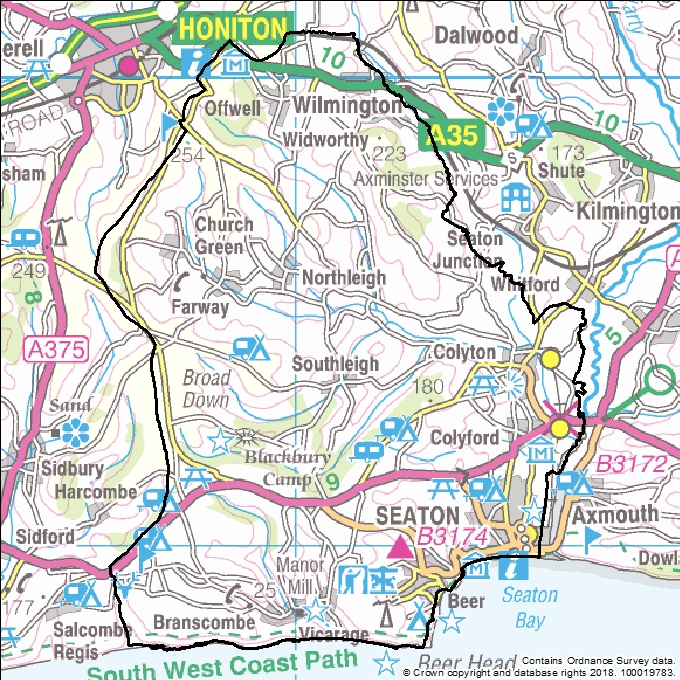 HONITON
erell
10
Dalwood
arty
Offwell
Wilmington
A35
10
ROAD
Widworthy
254
223
Axminster Services
S
173
sham
Shute
Kilmington
Church
Green
Seaton
Junction
A
249
Northleigh
Whitford
8
Farway
5
A375
Colyton
Southleigh
Broad
Down
180
Sand
Colyford
Sidbury
Blackbury
Camp
B3172
Harcombe
9
SEATON
Axmouth
Sidford
B3174
Manor
Mill
Dowl
177
25
Beer
Seaton
Bay
Salcombe
Regis
Branscombe
Vicarage
South West Coast Path
Beer Head
Contains Ordnance Survey data.
© Crown copyright and database rights 2018. 100019783.